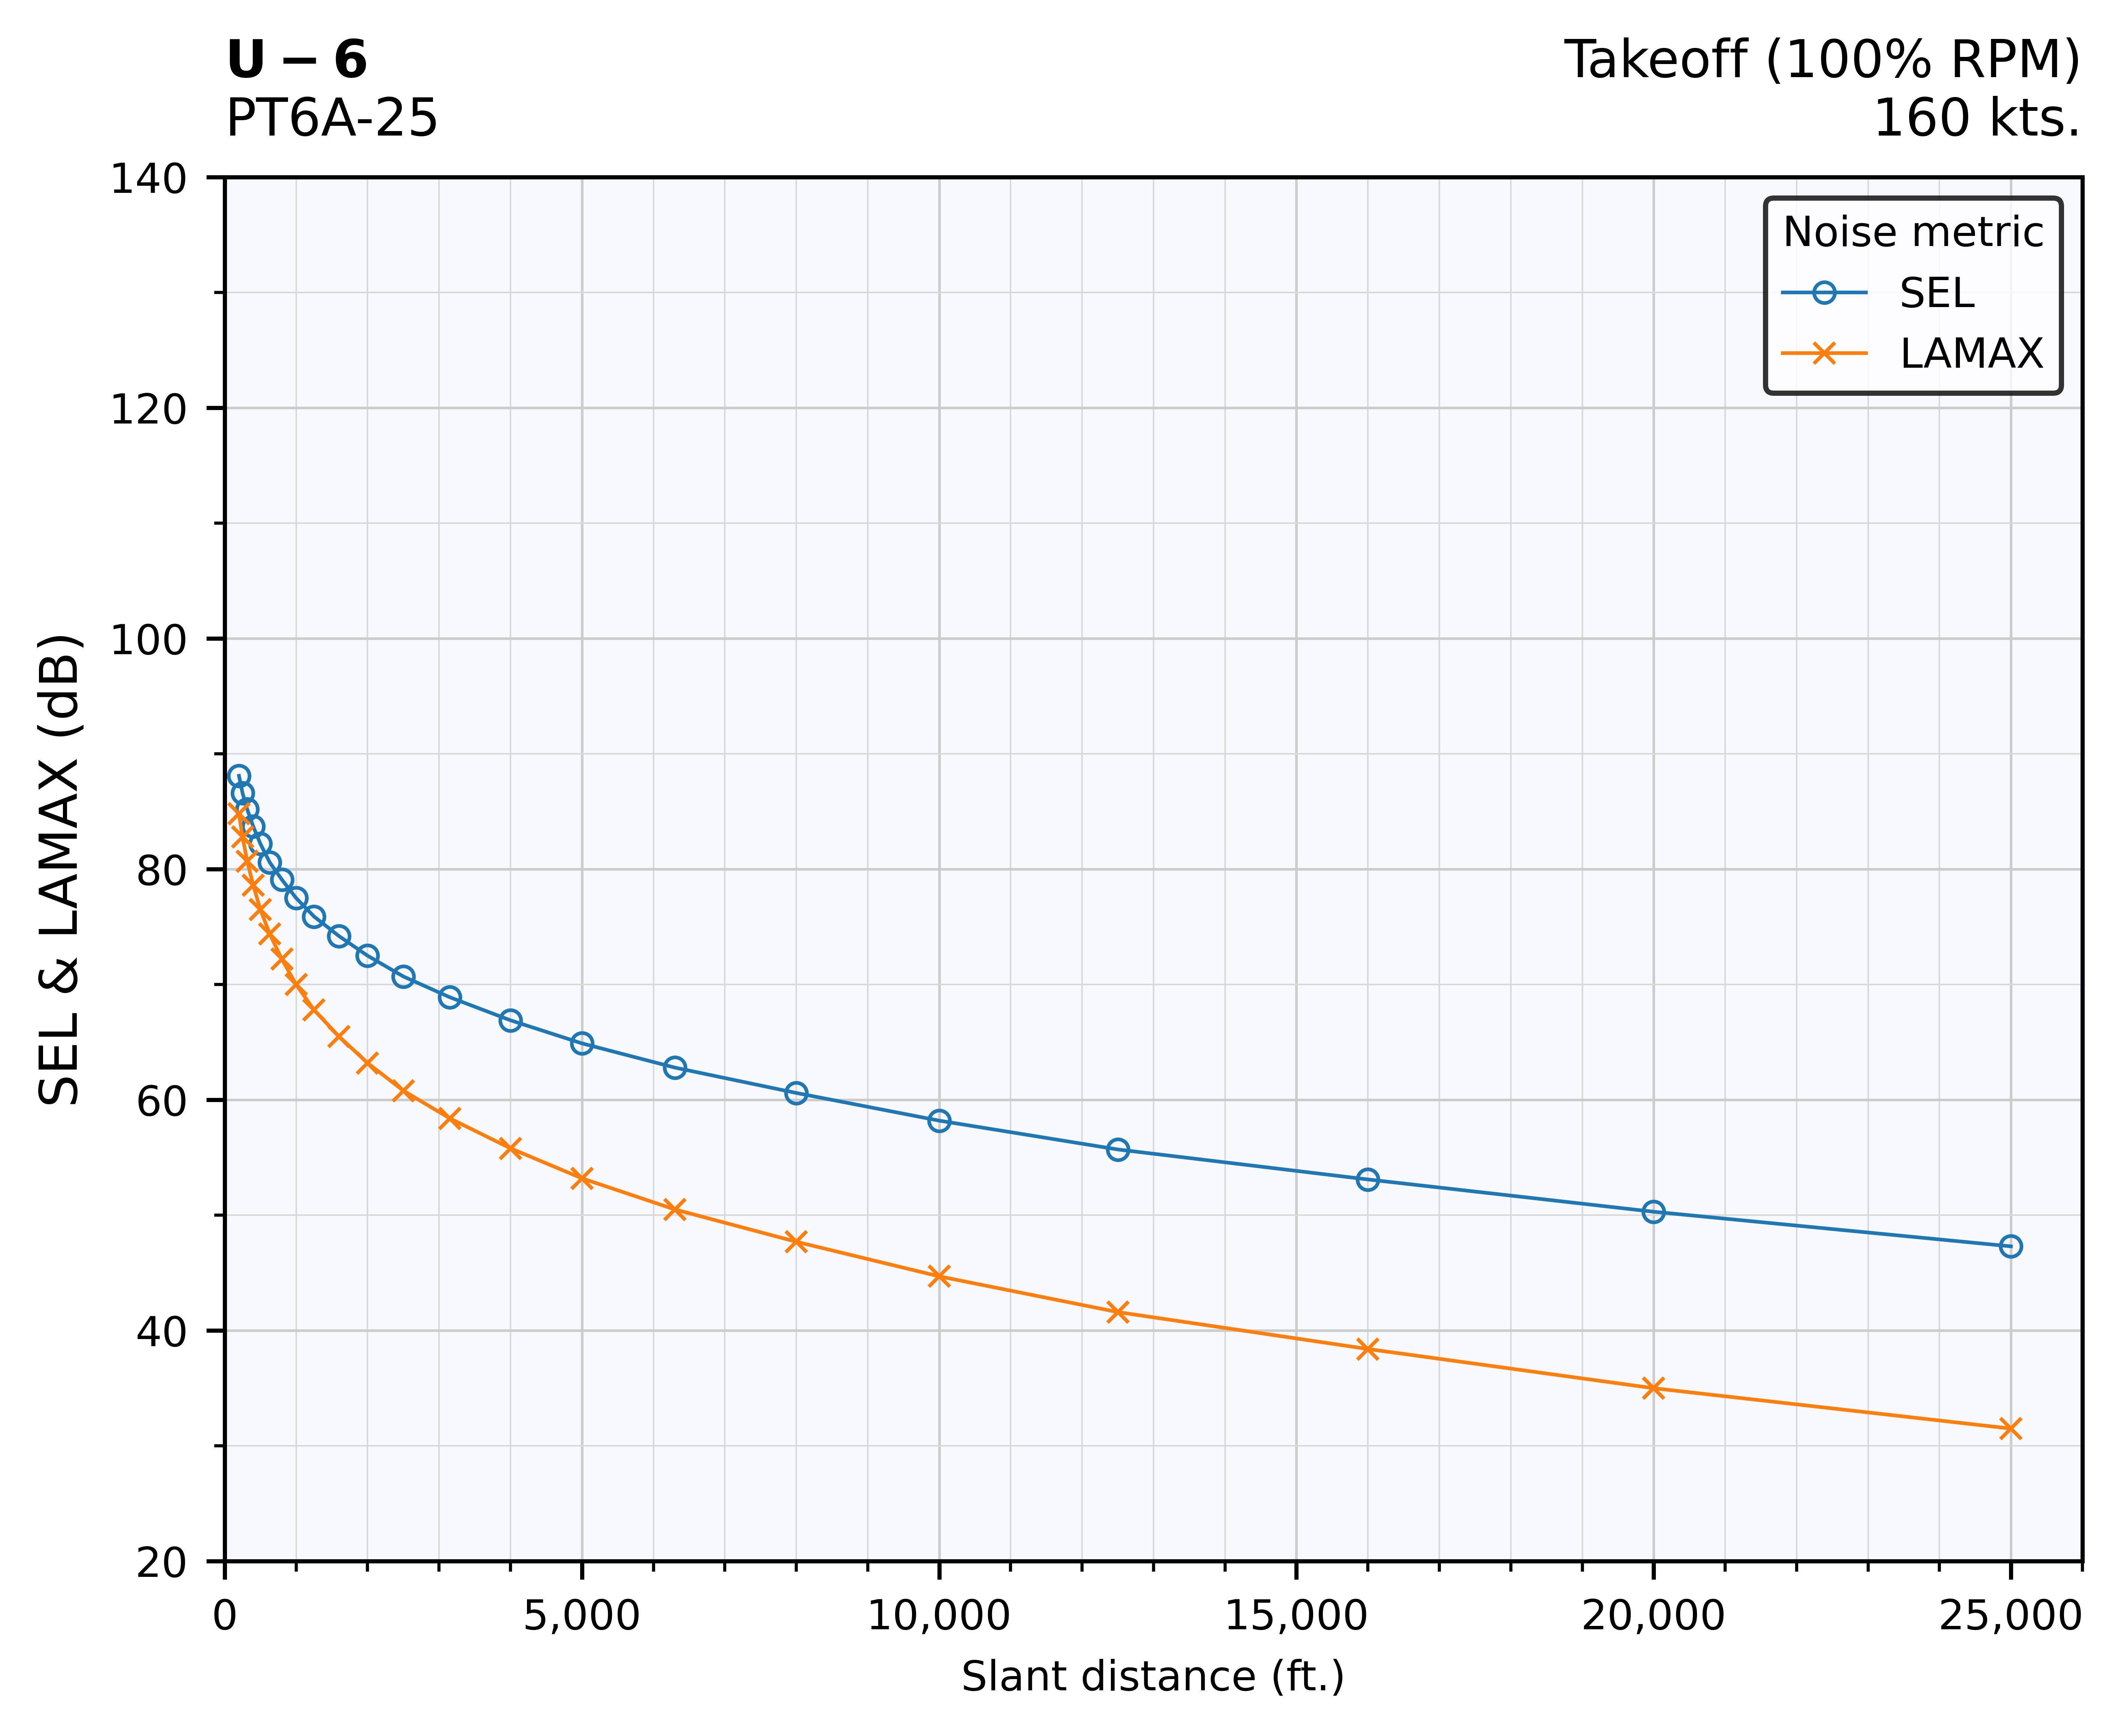 U – 6
PT6A-25
Takeoff (100% RPM)
160 kts.
Noise metric
SEL
LAMAX
SEL & LAMAX (dB)
140
120
100
80
60
40
20
0
5,000
10,000
15,000
20,000
25,000
Slant distance (ft.)